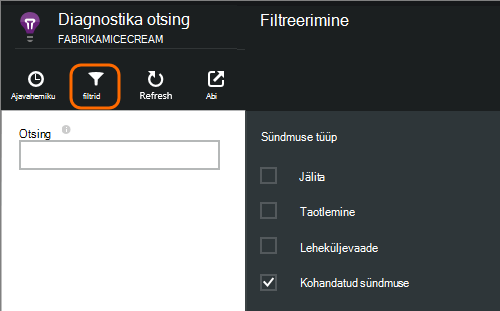 Diagnostika otsing
FABRIKAMICECREAM
Ajavahemiku
filtrid
Refresh
Abi
Otsing
Filtreerimine
Sündmuse tüüp
Jälita
Taotlemine
Leheküljevaade
Kohandatud sündmuse